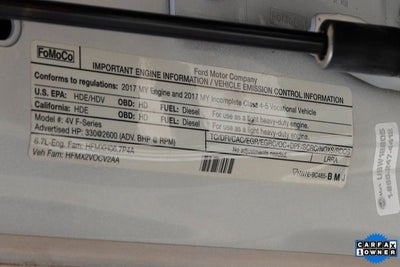 FoMoCo
Ford Motor Company
IMPORTANT ENGINE INFORMATION / VEHICLE EMISSION CONTROL INFORMATION
Conforms to regulations: 2017 MY Engine and 2017 MY Incomplete Class 4-5 Vocational Vehicle
U.S. EPA: HDE/HDV OBD: HD FUEL: Diesel For use as a light heavy-duty engine.
California: HDE OBD: HD FUEL: Diesel For use as a light heavy-duty engine.
Model #: 4V F-Series
Advertised HP: 330@2600 (ADV. BHP @ RPM)
No adjustments necessary. LRRA
6.7L-Eng. Fam:
Veh Fam: HFMX2VOCV2AA
CARFAX
1 OWNER